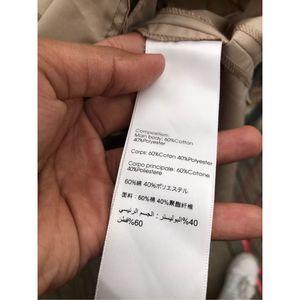 Composition:
Main body: 60%Cotton
40%Polyester
Corps: 60%Coton 40%Polyester
Corpo principale: 60%Cotone
40%Poliestere
60%綿 40%ポリエステル
面料：60%棉 40%聚酯纤维
40%البوليستر : الجسم الرئيسي
60%قطن